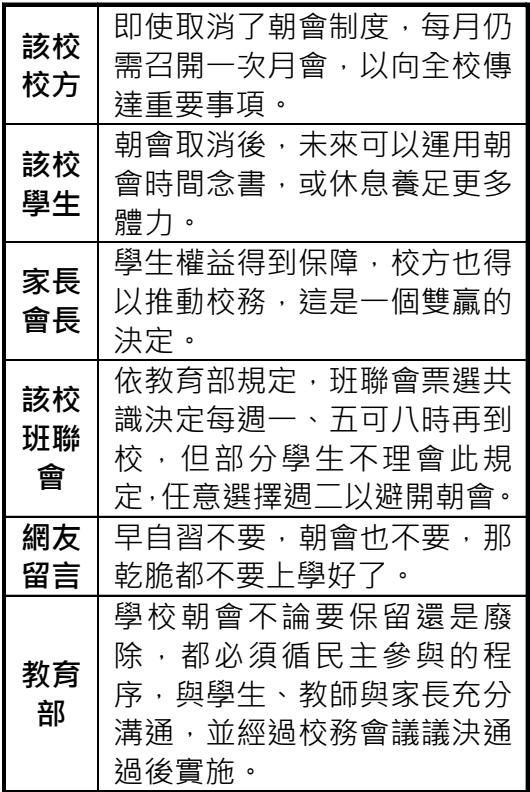 該校
校方
即使取消了朝會制度，每月仍
需召開一次月會，以向全校傳
達重要事項。
該校
學生
朝會取消後，未來可以運用朝
會時間念書，或休息養足更多
體力。
家長
會長
學生權益得到保障，校方也得
以推動校務，這是一個雙贏的
決定。
該校
班聯
會
依教育部規定，班聯會票選共
識決定每週一、五可八時再到
校，但部分學生不理會此規
定，任意選擇週二以避開朝會。
網友
留言
早自習不要，朝會也不要，那
乾脆都不要上學好了。
教育
部
學校朝會不論要保留還是廢
除，都必須循民主參與的程
序，與學生、教師與家長充分
溝通，並經過校務會議議決通
過後實施。